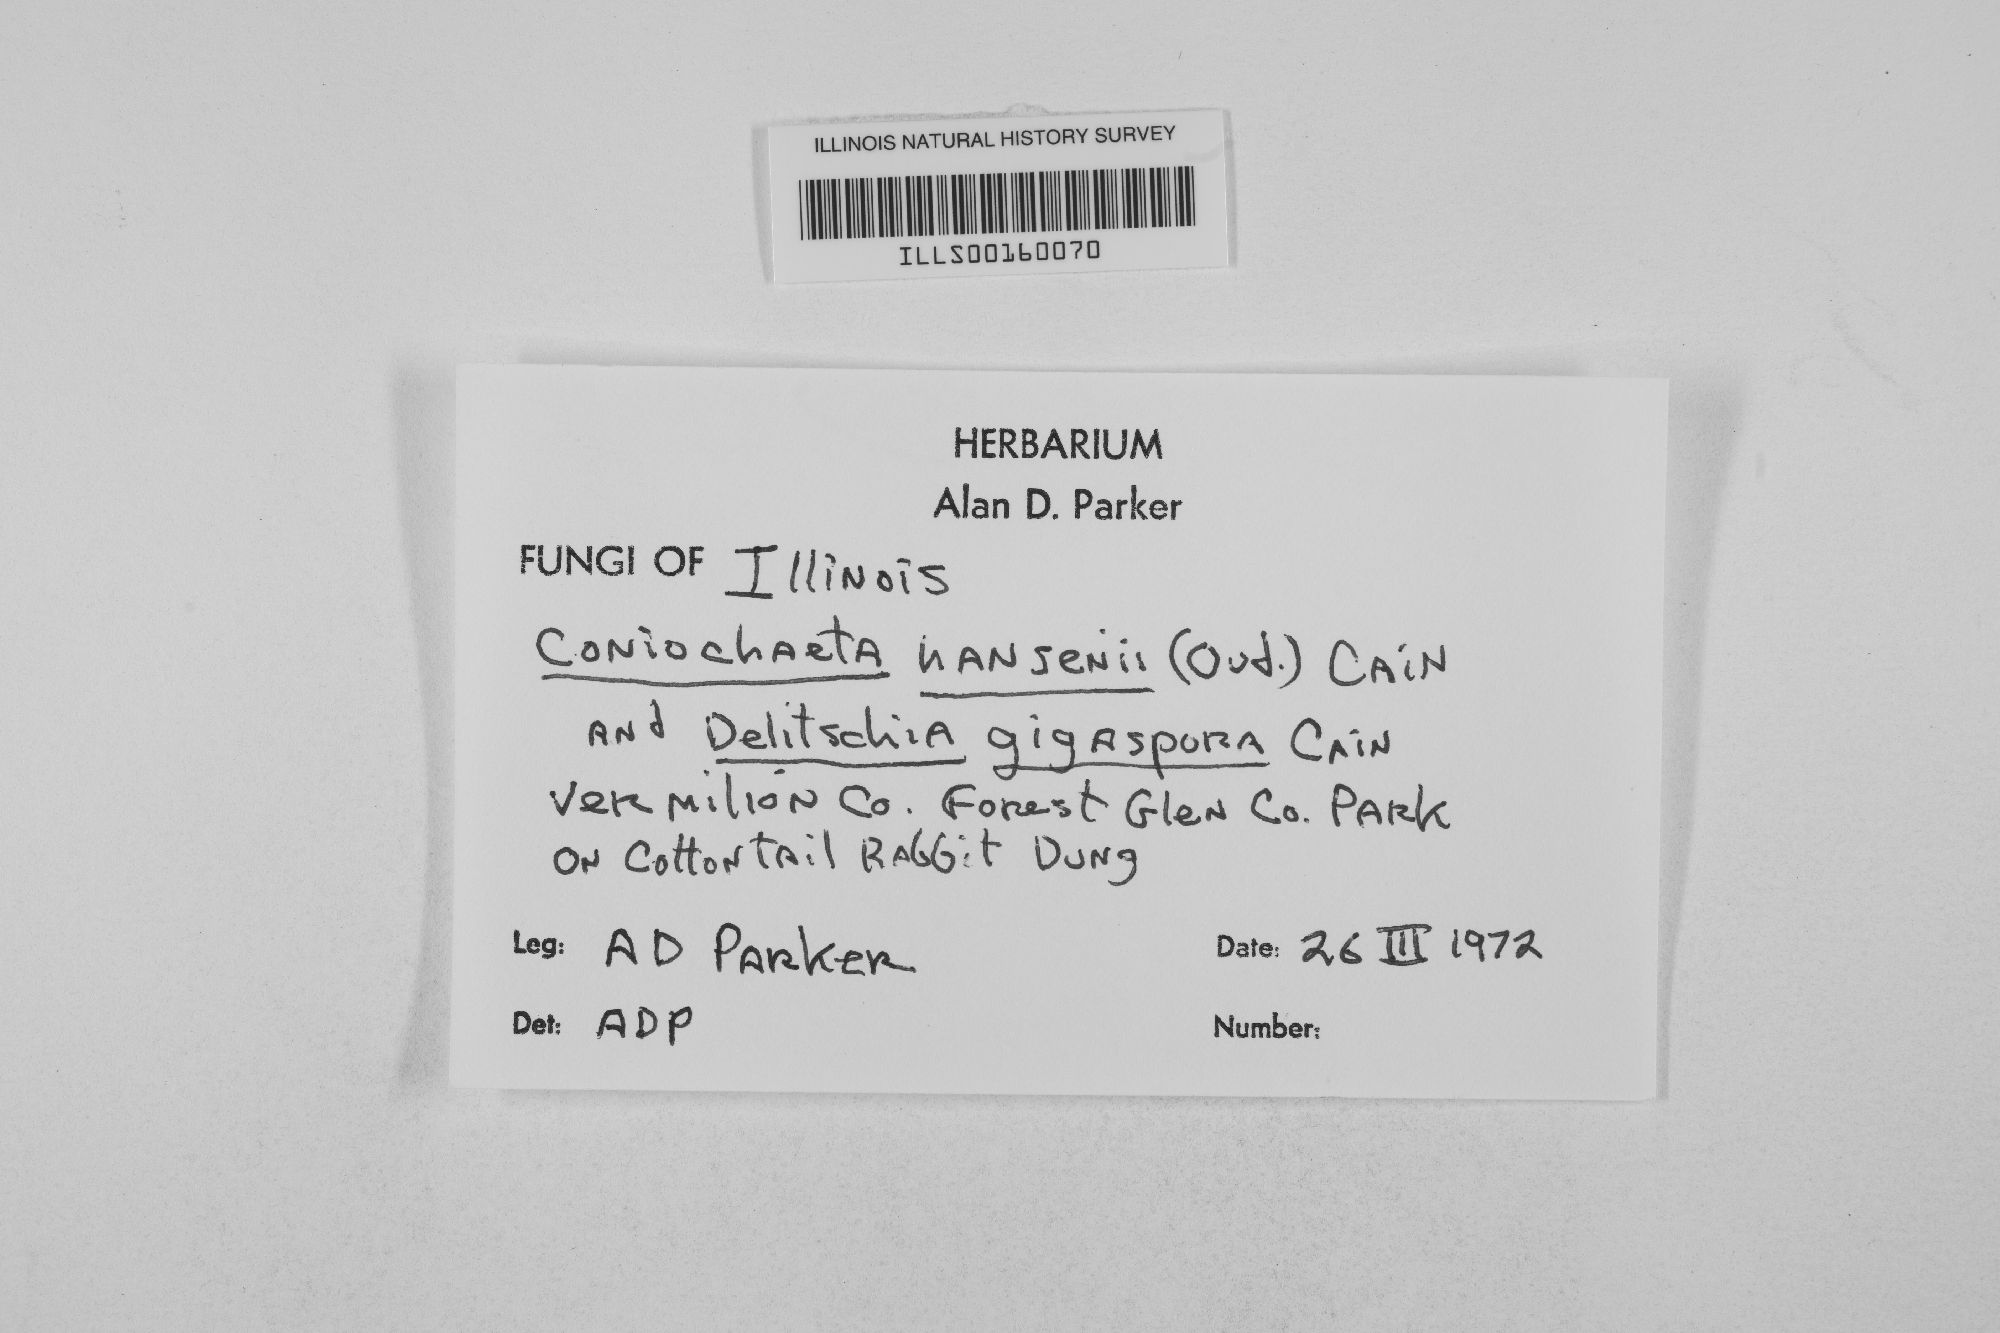 ILLINOIS NATURAL HISTORY SURVEY
ILLS00160070
HERBARIUM
Alan D. Parker
FUNGI OF Illinois
Coniochaeta hansenii (Oud.) Cain
and Delitschia gigaspora Cain
Vermilion Co. Forest Glen Co. Park
on Cottontail Rabbit Dung
Leg: A D Parker Date: 26 III 1972
Det: ADP Number: